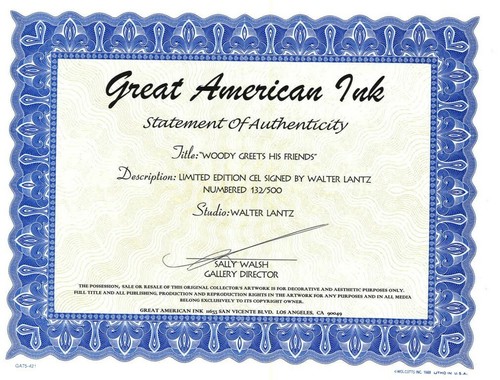 Great American Ink
Statement Of Authenticity
Title: "WOODY GREETS HIS FRIENDS"
Description: LIMITED EDITION CEL SIGNED BY WALTER LANTZ
NUMBERED 132/500
Studio: WALTER LANTZ
SALLY WALSH
GALLERY DIRECTOR
THE POSSESSION, SALE OR RESALE OF THIS ORIGINAL COLLECTOR'S ARTWORK IS FOR DECORATIVE AND AESTHETIC PURPOSES ONLY.
FULL TITLE AND ALL PUBLISHING, PRODUCTION AND REPRODUCTION RIGHTS IN THE ARTWORK FOR ANY PURPOSES AND IN ALL MEDIA
BELONG EXCLUSIVELY TO ITS COPYRIGHT OWNER.
GREAT AMERICAN INK 2655 SAN VICENTE BLVD. LOS ANGELES, CA 90049
LITHO IN U.S.A.